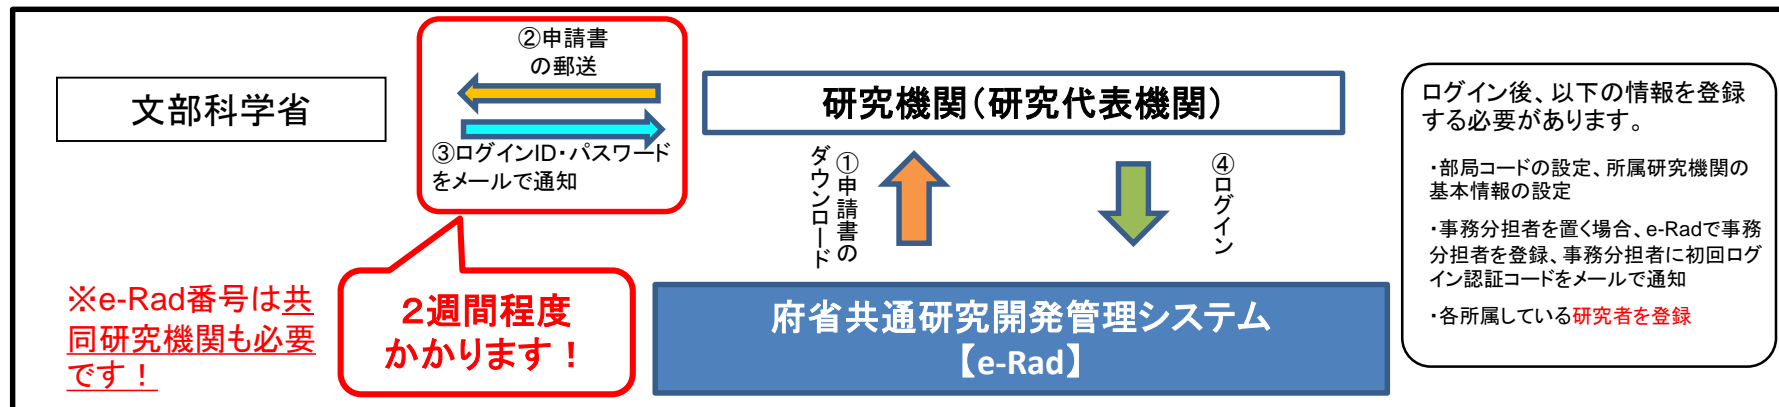 ②申請書
の郵送
文部科学省
研究機関（研究代表機関）
③ログインID・パスワード
をメールで通知
①申請書の
ダウンロード
④ログイン
２週間程度
かかります！
※e-Rad番号は共
同研究機関も必要
です！
府省共通研究開発管理システム
【e-Rad】
ログイン後、以下の情報を登録
する必要があります。
・部局コードの設定、所属研究機関の
基本情報の設定
・事務分担者を置く場合、e-Radで事務
分担者を登録、事務分担者に初回ログ
イン認証コードをメールで通知
・各所属している研究者を登録